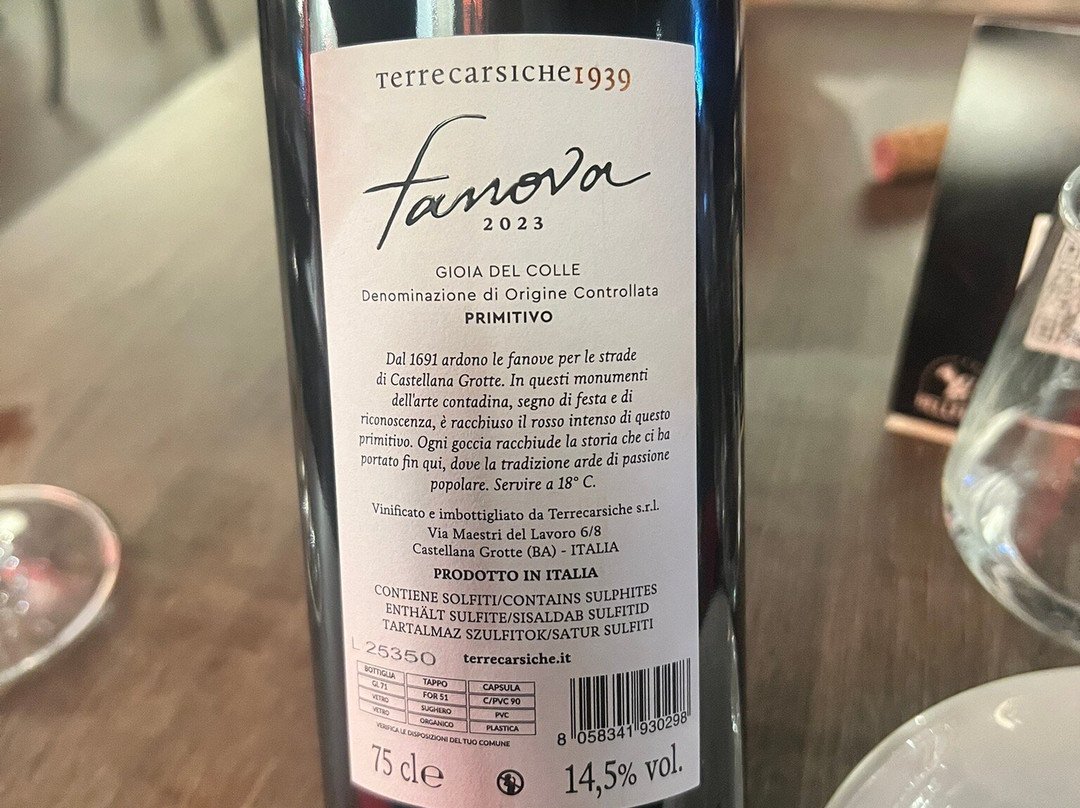 Terrecarsiche1939
fanova
2023
GIOIA DEL COLLE
Denominazione di Origine Controllata
PRIMITIVO
Dal 1691 ardono le fanove per le strade
di Castellana Grotte. In questi monumenti
dell'arte contadina, segno di festa e di
riconoscenza, è racchiuso il rosso intenso di questo
primitivo. Ogni goccia racchiude la storia che ci ha
portato fin qui, dove la tradizione arde di passione
popolare. Servire a 18° C.
Vinificato e imbottigliato da Terrecarsiche s.r.l.
Via Maestri del Lavoro 6/8
Castellana Grotte (BA) - ITALIA
PRODOTTO IN ITALIA
CONTIENE SOLFITI/CONTAINS SULPHITES
ENTHÄLT SULFITE/SISALDAB SULFITID
TARTALMAZ SZULFITOK/SATUR SULFITI
L 25350 terrecarsiche.it
BOTTIGLIA TAPPO CAPSULA
GL 71 FOR 51 C/PVC 90
VETRO SUGHERO PVC
VETRO ORGANICO PLASTICA
VERIFICA LE DISPOSIZIONI DEL TUO COMUNE
8 058341 930298
75 cle 14,5% vol.